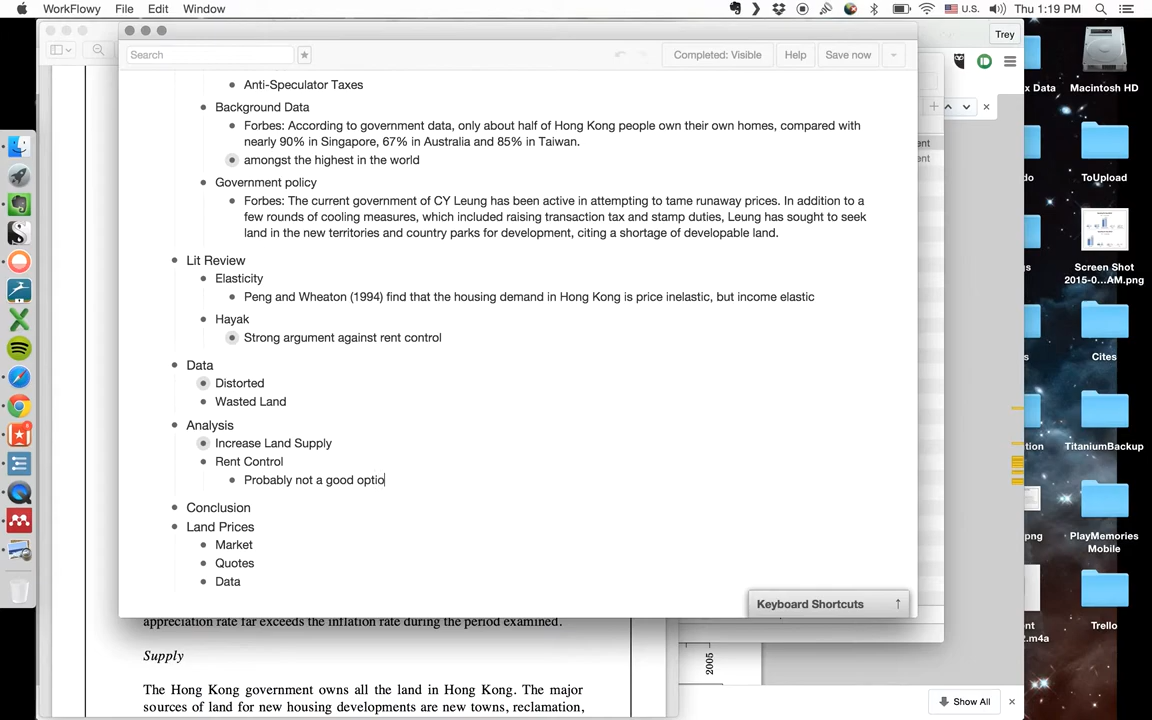 WorkFlowy File Edit Window
U.S. Thu 1:19 PM
Trey
Search
Completed: Visible
Help
Save now
Anti-Speculator Taxes
Background Data
Forbes: According to government data, only about half of Hong Kong people own their own homes, compared with
nearly 90% in Singapore, 67% in Australia and 85% in Taiwan.
amongst the highest in the world
Government policy
Forbes: The current government of CY Leung has been active in attempting to tame runaway prices. In addition to a
few rounds of cooling measures, which included raising transaction tax and stamp duties, Leung has sought to seek
land in the new territories and country parks for development, citing a shortage of developable land.
Lit Review
Elasticity
Peng and Wheaton (1994) find that the housing demand in Hong Kong is price inelastic, but income elastic
Hayak
Strong argument against rent control
Data
Distorted
Wasted Land
Analysis
Increase Land Supply
Rent Control
Probably not a good optio
Conclusion
Land Prices
Market
Quotes
Data
Keyboard Shortcuts
appreciation rate far exceeds the inflation rate during the period examined.
Supply
The Hong Kong government owns all the land in Hong Kong. The major
sources of land for new housing developments are new towns, reclamation,
2005
Show All
ent
ent
x Data
Macintosh HD
do
ToUpload
gs
Screen Shot
2015-0...AM.png
Cites
tion
TitaniumBackup
png
PlayMemories
Mobile
ent
2.m4a
Trello